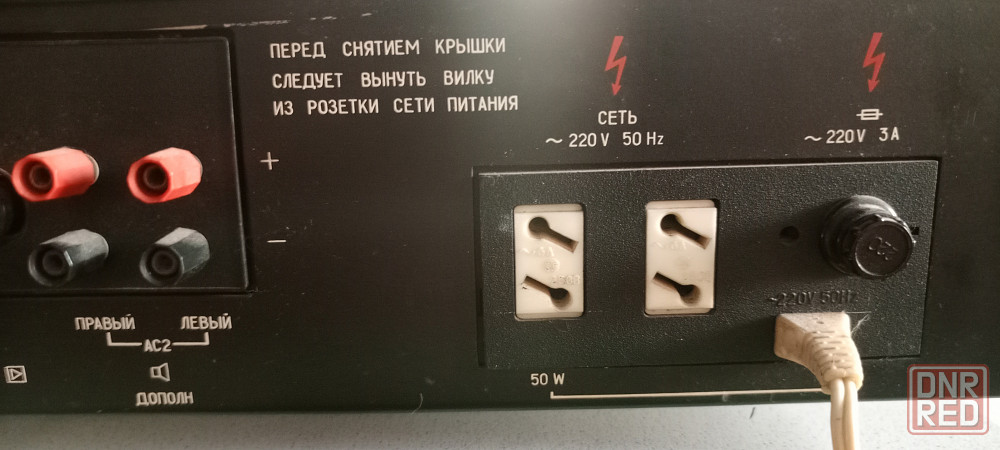 ПЕРЕД СНЯТИЕМ КРЫШКИ
СЛЕДУЕТ ВЫНУТЬ ВИЛКУ
ИЗ РОЗЕТКИ СЕТИ ПИТАНИЯ
СЕТЬ
~ 220V 50 Hz
~ 220V 3A
+
−
220
~220V 50Hz
ПРАВЫЙ ЛЕВЫЙ
АС2
ДОПОЛН
50 W
DNR
RED